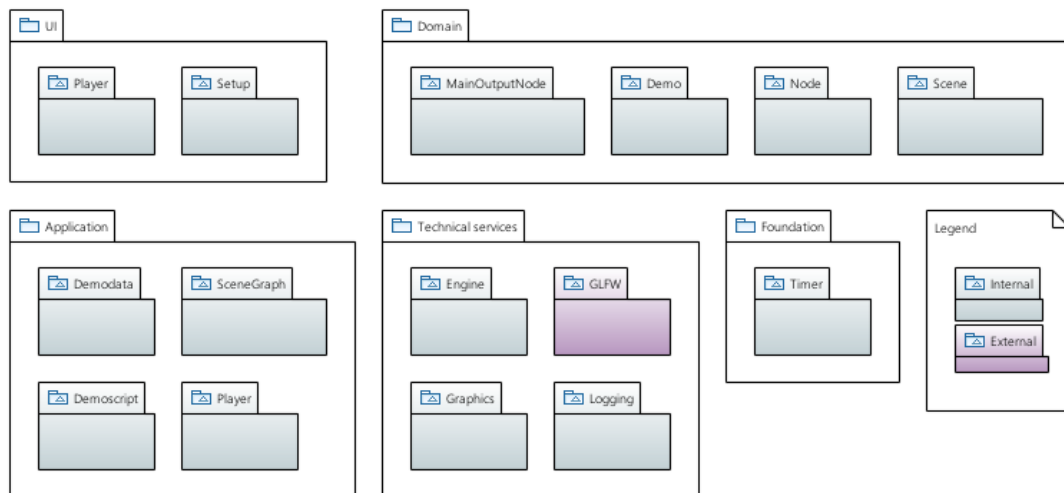 UI
Player
Setup
Domain
MainOutputNode
Demo
Node
Scene
Application
Demodata
SceneGraph
Demoscript
Player
Technical services
Engine
GLFW
Graphics
Logging
Foundation
Timer
Legend
Internal
External